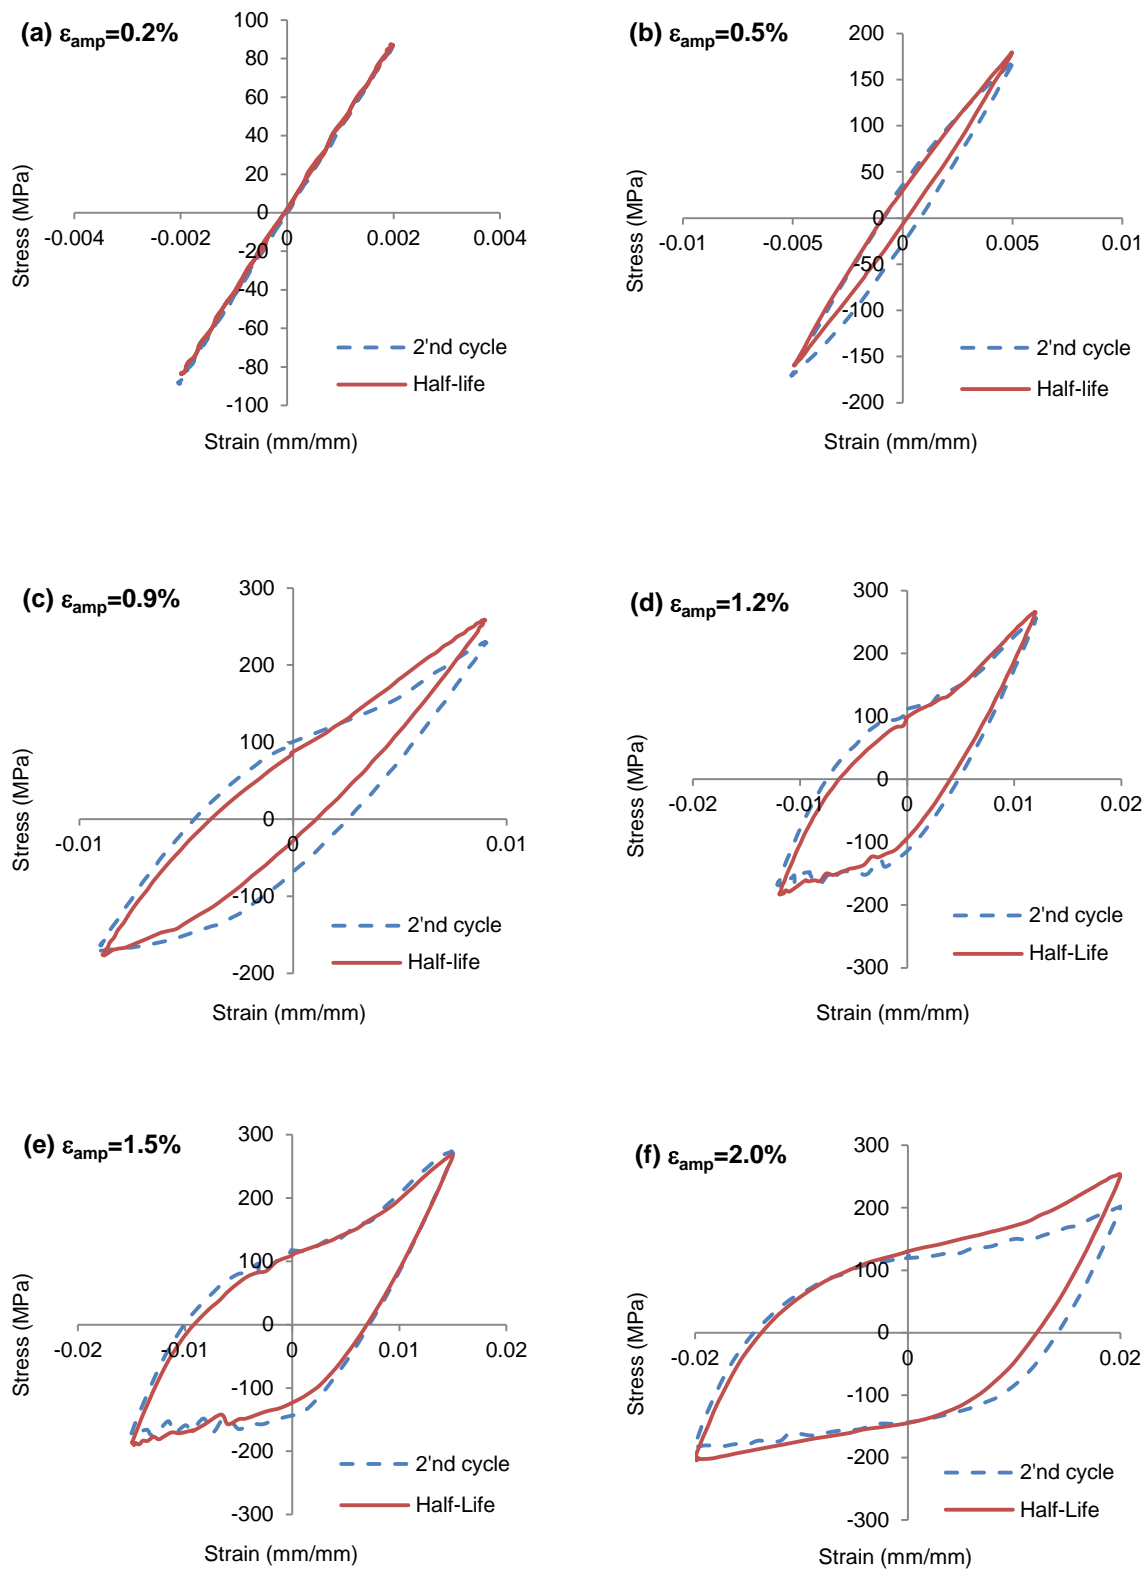 (a) εamp=0.2%
100
80
60
40
20
0
-20
-40
-60
-80
-100
-0.004
-0.002
0
0.002
0.004
Stress (MPa)
Strain (mm/mm)
2'nd cycle
Half-life
(b) εamp=0.5%
200
150
100
50
0
-50
-100
-150
-200
-0.01
-0.005
0
0.005
0.01
Stress (MPa)
Strain (mm/mm)
2'nd cycle
Half-life
(c) εamp=0.9%
300
200
100
0
-100
-200
-0.01
0
0.01
Stress (MPa)
Strain (mm/mm)
2'nd cycle
Half-life
(d) εamp=1.2%
300
200
100
0
-100
-200
-300
-0.02
-0.01
0
0.01
0.02
Stress (MPa)
Strain (mm/mm)
2'nd cycle
Half-Life
(e) εamp=1.5%
300
200
100
0
-100
-200
-300
-0.02
-0.01
0
0.01
0.02
Stress (MPa)
Strain (mm/mm)
2'nd cycle
Half-Life
(f) εamp=2.0%
300
200
100
0
-100
-200
-300
-0.02
0
0.02
Stress (MPa)
Strain (mm/mm)
2'nd cycle
Half-Life